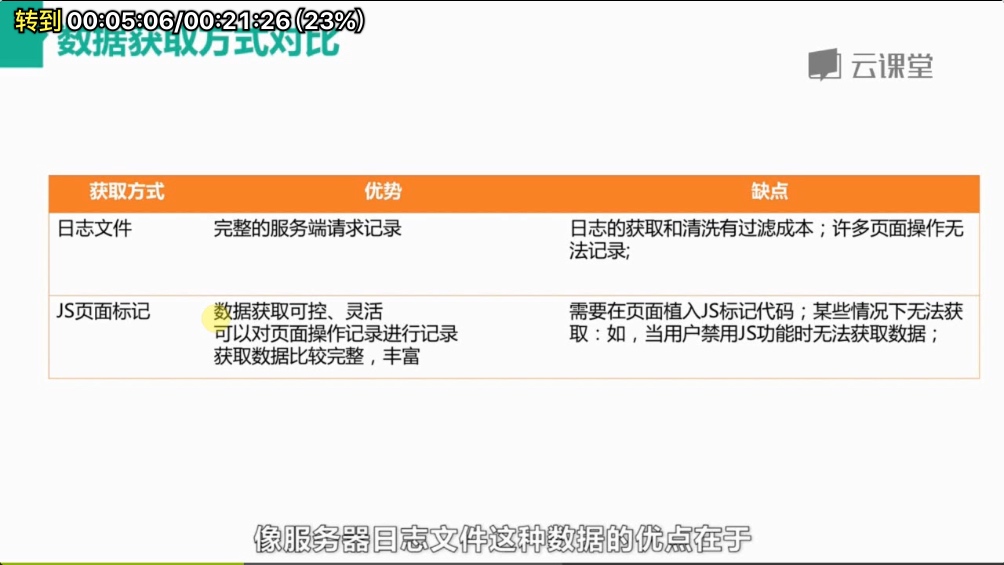 转到 00:05:06/00:21:26 (23%)
数据获取方式对比
云课堂
获取方式 优势 缺点
日志文件 完整的服务端请求记录 日志的获取和清洗有过滤成本；许多页面操作无
法记录;
JS页面标记 数据获取可控、灵活 需要在页面植入JS标记代码；某些情况下无法获
可以对页面操作记录进行记录 取：如，当用户禁用JS功能时无法获取数据；
获取数据比较完整，丰富
像服务器日志文件这种数据的优点在于